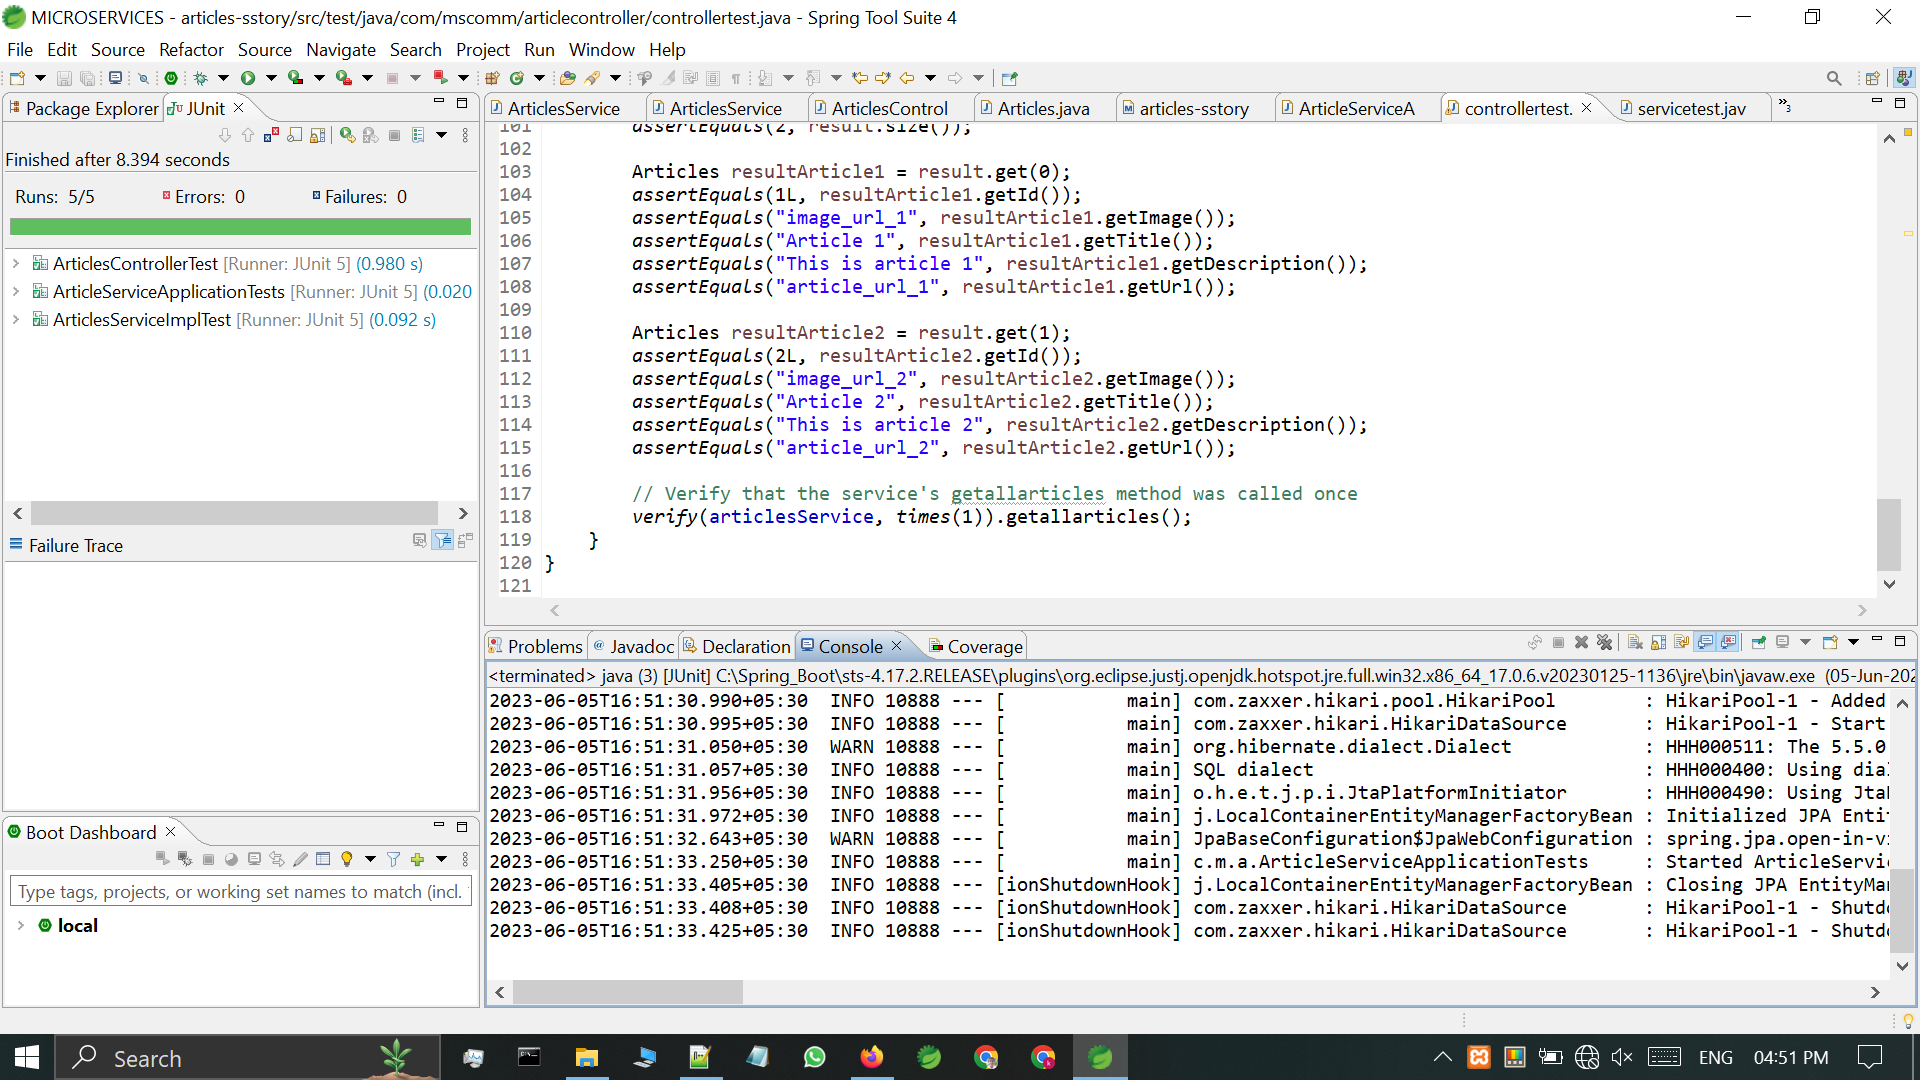 MICROSERVICES - articles-sstory/src/test/java/com/mscomm/articlecontroller/controllertest.java - Spring Tool Suite 4
File Edit Source Refactor Source Navigate Search Project Run Window Help
Package Explorer JUnit
Finished after 8.394 seconds
Runs: 5/5 Errors: 0 Failures: 0
ArticlesControllerTest [Runner: JUnit 5] (0.980 s)
ArticleServiceApplicationTests [Runner: JUnit 5] (0.020
ArticlesServiceImplTest [Runner: JUnit 5] (0.092 s)
Failure Trace
Boot Dashboard
Type tags, projects, or working set names to match (incl.
local
ArticlesService ArticlesService ArticlesControl Articles.java articles-sstory ArticleServiceA controllertest. servicetest.jav »3
101 assertEquals(2, result.size());
102
103 Articles resultArticle1 = result.get(0);
104 assertEquals(1L, resultArticle1.getId());
105 assertEquals("image_url_1", resultArticle1.getImage());
106 assertEquals("Article 1", resultArticle1.getTitle());
107 assertEquals("This is article 1", resultArticle1.getDescription());
108 assertEquals("article_url_1", resultArticle1.getUrl());
109
110 Articles resultArticle2 = result.get(1);
111 assertEquals(2L, resultArticle2.getId());
112 assertEquals("image_url_2", resultArticle2.getImage());
113 assertEquals("Article 2", resultArticle2.getTitle());
114 assertEquals("This is article 2", resultArticle2.getDescription());
115 assertEquals("article_url_2", resultArticle2.getUrl());
116
117 // Verify that the service's getallarticles method was called once
118 verify(articlesService, times(1)).getallarticles();
119 }
120 }
121
Problems Javadoc Declaration Console Coverage
<terminated> java (3) [JUnit] C:\Spring_Boot\sts-4.17.2.RELEASE\plugins\org.eclipse.justj.openjdk.hotspot.jre.full.win32.x86_64_17.0.6.v20230125-1136\jre\bin\javaw.exe (05-Jun-202
2023-06-05T16:51:30.990+05:30 INFO 10888 --- [ main] com.zaxxer.hikari.pool.HikariPool : HikariPool-1 - Added
2023-06-05T16:51:30.995+05:30 INFO 10888 --- [ main] com.zaxxer.hikari.HikariDataSource : HikariPool-1 - Start
2023-06-05T16:51:31.050+05:30 WARN 10888 --- [ main] org.hibernate.dialect.Dialect : HHH000511: The 5.5.0
2023-06-05T16:51:31.057+05:30 INFO 10888 --- [ main] SQL dialect : HHH000400: Using dial
2023-06-05T16:51:31.956+05:30 INFO 10888 --- [ main] o.h.e.t.j.p.i.JtaPlatformInitiator : HHH000490: Using Jta
2023-06-05T16:51:31.972+05:30 INFO 10888 --- [ main] j.LocalContainerEntityManagerFactoryBean : Initialized JPA Enti
2023-06-05T16:51:32.643+05:30 WARN 10888 --- [ main] JpaBaseConfiguration$JpaWebConfiguration : spring.jpa.open-in-v
2023-06-05T16:51:33.250+05:30 INFO 10888 --- [ main] c.m.a.ArticleServiceApplicationTests : Started ArticleServi
2023-06-05T16:51:33.405+05:30 INFO 10888 --- [ionShutdownHook] j.LocalContainerEntityManagerFactoryBean : Closing JPA EntityMa
2023-06-05T16:51:33.408+05:30 INFO 10888 --- [ionShutdownHook] com.zaxxer.hikari.HikariDataSource : HikariPool-1 - Shutd
2023-06-05T16:51:33.425+05:30 INFO 10888 --- [ionShutdownHook] com.zaxxer.hikari.HikariDataSource : HikariPool-1 - Shutd
Search
ENG 04:51 PM